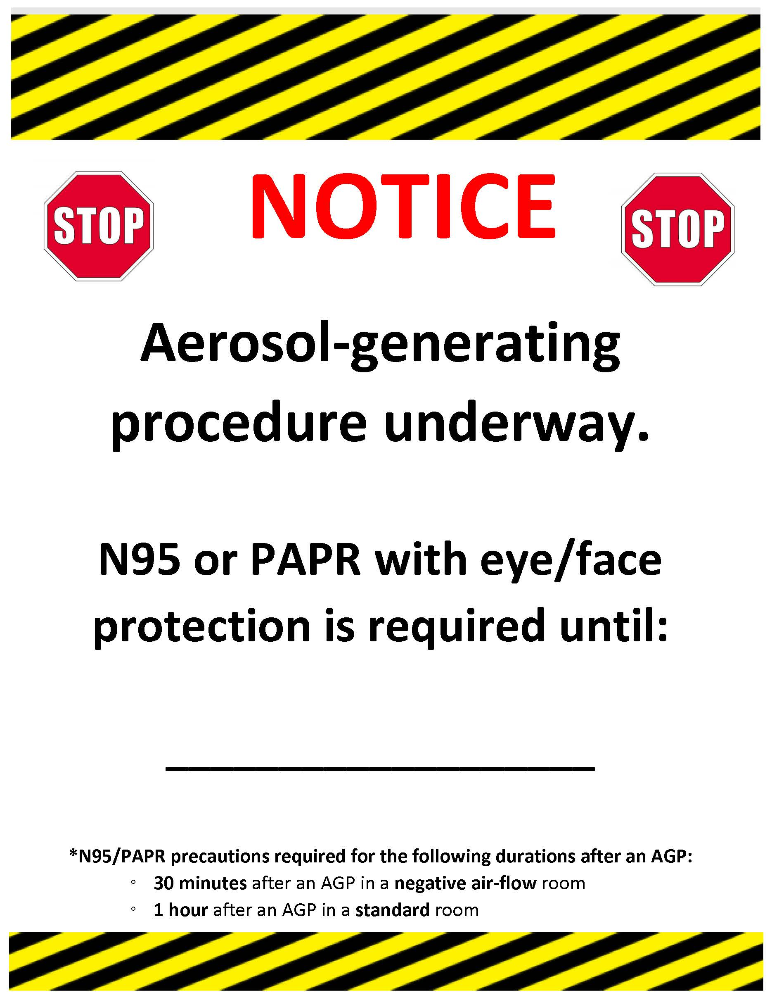 STOP NOTICE STOP
Aerosol-generating
procedure underway.
N95 or PAPR with eye/face
protection is required until:
___________________
*N95/PAPR precautions required for the following durations after an AGP:
◦ 30 minutes after an AGP in a negative air-flow room
◦ 1 hour after an AGP in a standard room